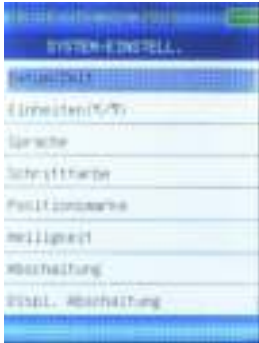 SYSTEM-EINSTELL.
Datum/Zeit
Einheiten(℃/℉)
Sprache
Schriftfarbe
Positionsmarke
Helligkeit
Abschaltung
Displ. Abschaltung